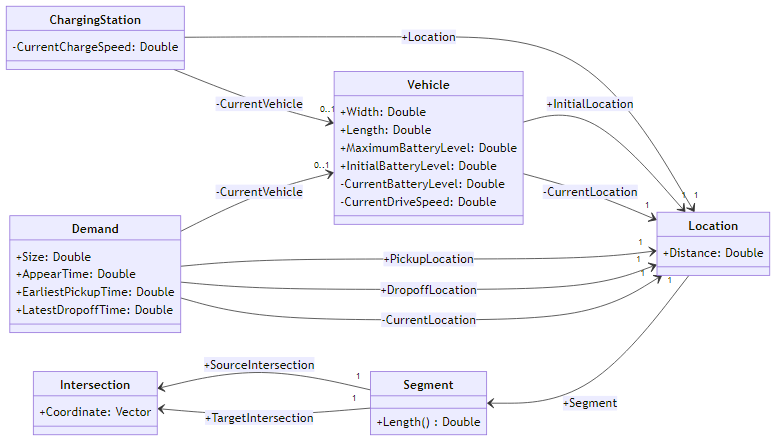 ChargingStation
-CurrentChargeSpeed: Double
+Location
-CurrentVehicle
0..1
Vehicle
+Width: Double
+Length: Double
+MaximumBatteryLevel: Double
+InitialBatteryLevel: Double
-CurrentBatteryLevel: Double
-CurrentDriveSpeed: Double
+InitialLocation
1
1
-CurrentLocation
1
0..1
-CurrentVehicle
Demand
+Size: Double
+AppearTime: Double
+EarliestPickupTime: Double
+LatestDropoffTime: Double
Location
+Distance: Double
+PickupLocation
1
+DropoffLocation
1
-CurrentLocation
1
1
+SourceIntersection
1
Intersection
+Coordinate: Vector
+TargetIntersection
1
Segment
+Length() : Double
+Segment